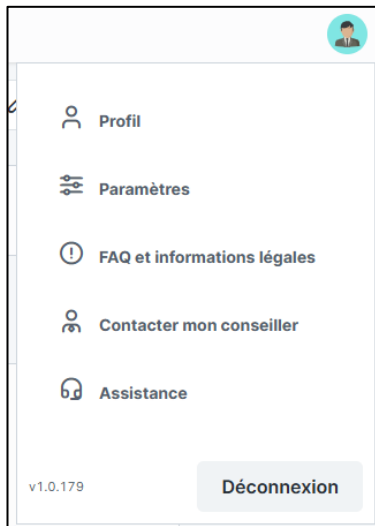 Profil
Paramètres
FAQ et informations légales
Contacter mon conseiller
Assistance
v1.0.179
Déconnexion